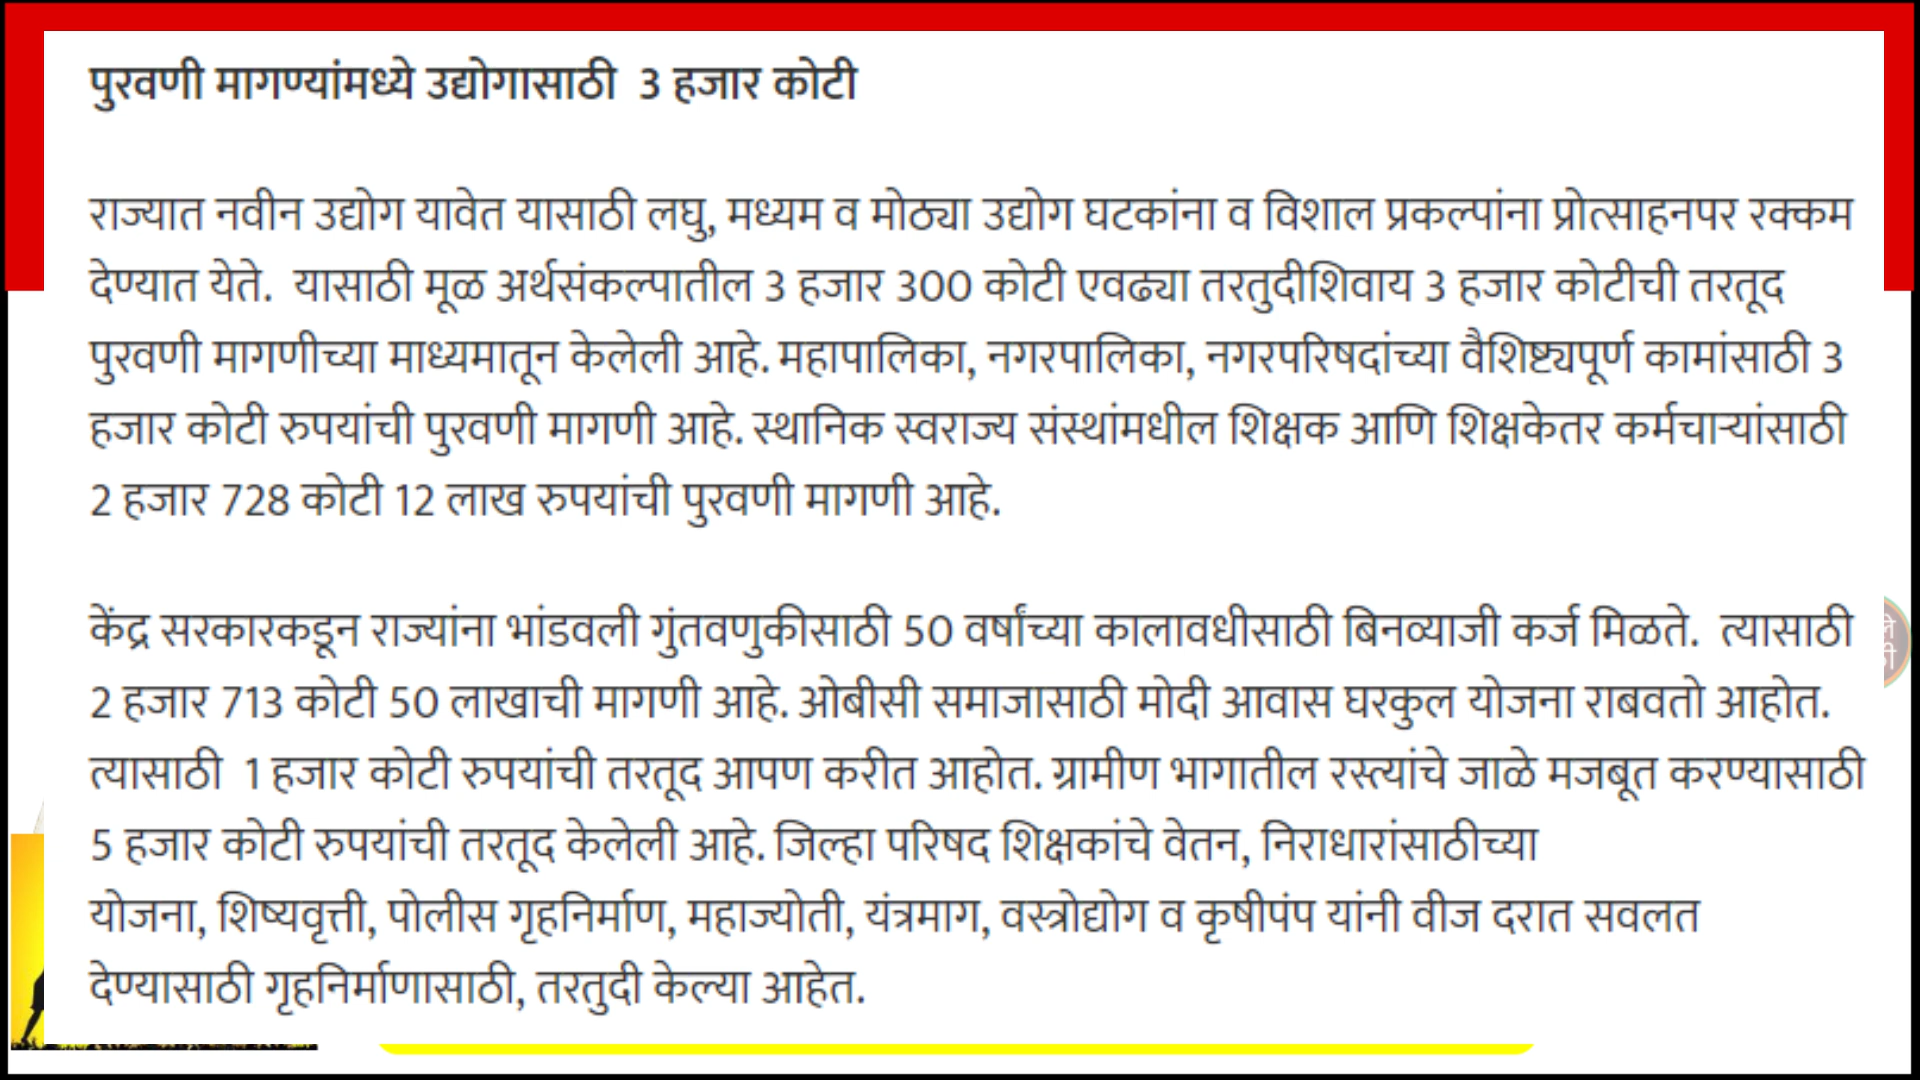 पुरवणी मागण्यांमध्ये उद्योगासाठी 3 हजार कोटी
राज्यात नवीन उद्योग यावेत यासाठी लघु, मध्यम व मोठ्या उद्योग घटकांना व विशाल प्रकल्पांना प्रोत्साहनपर रक्कम
देण्यात येते. यासाठी मूळ अर्थसंकल्पातील 3 हजार 300 कोटी एवढ्या तरतुदीशिवाय 3 हजार कोटीची तरतूद
पुरवणी मागणीच्या माध्यमातून केलेली आहे. महापालिका, नगरपालिका, नगरपरिषदांच्या वैशिष्ट्यपूर्ण कामांसाठी 3
हजार कोटी रुपयांची पुरवणी मागणी आहे. स्थानिक स्वराज्य संस्थांमधील शिक्षक आणि शिक्षकेतर कर्मचाऱ्यांसाठी
2 हजार 728 कोटी 12 लाख रुपयांची पुरवणी मागणी आहे.
केंद्र सरकारकडून राज्यांना भांडवली गुंतवणुकीसाठी 50 वर्षांच्या कालावधीसाठी बिनव्याजी कर्ज मिळते. त्यासाठी
2 हजार 713 कोटी 50 लाखाची मागणी आहे. ओबीसी समाजासाठी मोदी आवास घरकुल योजना राबवतो आहोत.
त्यासाठी 1 हजार कोटी रुपयांची तरतूद आपण करीत आहोत. ग्रामीण भागातील रस्त्यांचे जाळे मजबूत करण्यासाठी
5 हजार कोटी रुपयांची तरतूद केलेली आहे. जिल्हा परिषद शिक्षकांचे वेतन, निराधारांसाठीच्या
योजना, शिष्यवृत्ती, पोलीस गृहनिर्माण, महाज्योती, यंत्रमाग, वस्त्रोद्योग व कृषीपंप यांनी वीज दरात सवलत
देण्यासाठी गृहनिर्माणासाठी, तरतुदी केल्या आहेत.